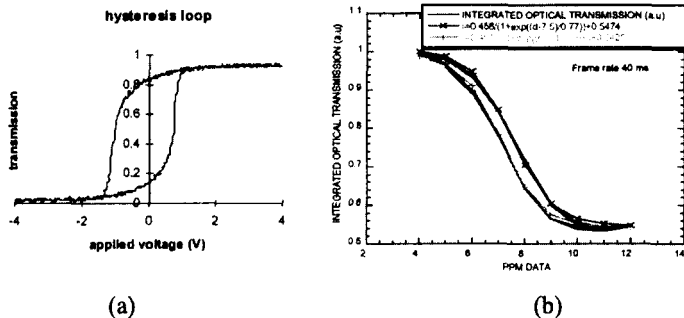 hysteresis loop
1
0.8
0.6
0.4
0.2
0
-4 -2 0 2 4
transmission
applied voltage (V)
(a)
INTEGRATED OPTICAL TRANSMISSION (a.u)
Frame rate 40 ms
1
0.9
0.8
0.7
0.6
0.5
2 4 6 8 10 12 14
INTEGRATED OPTICAL TRANSMISSION (a.u)
PPM DATA
(b)